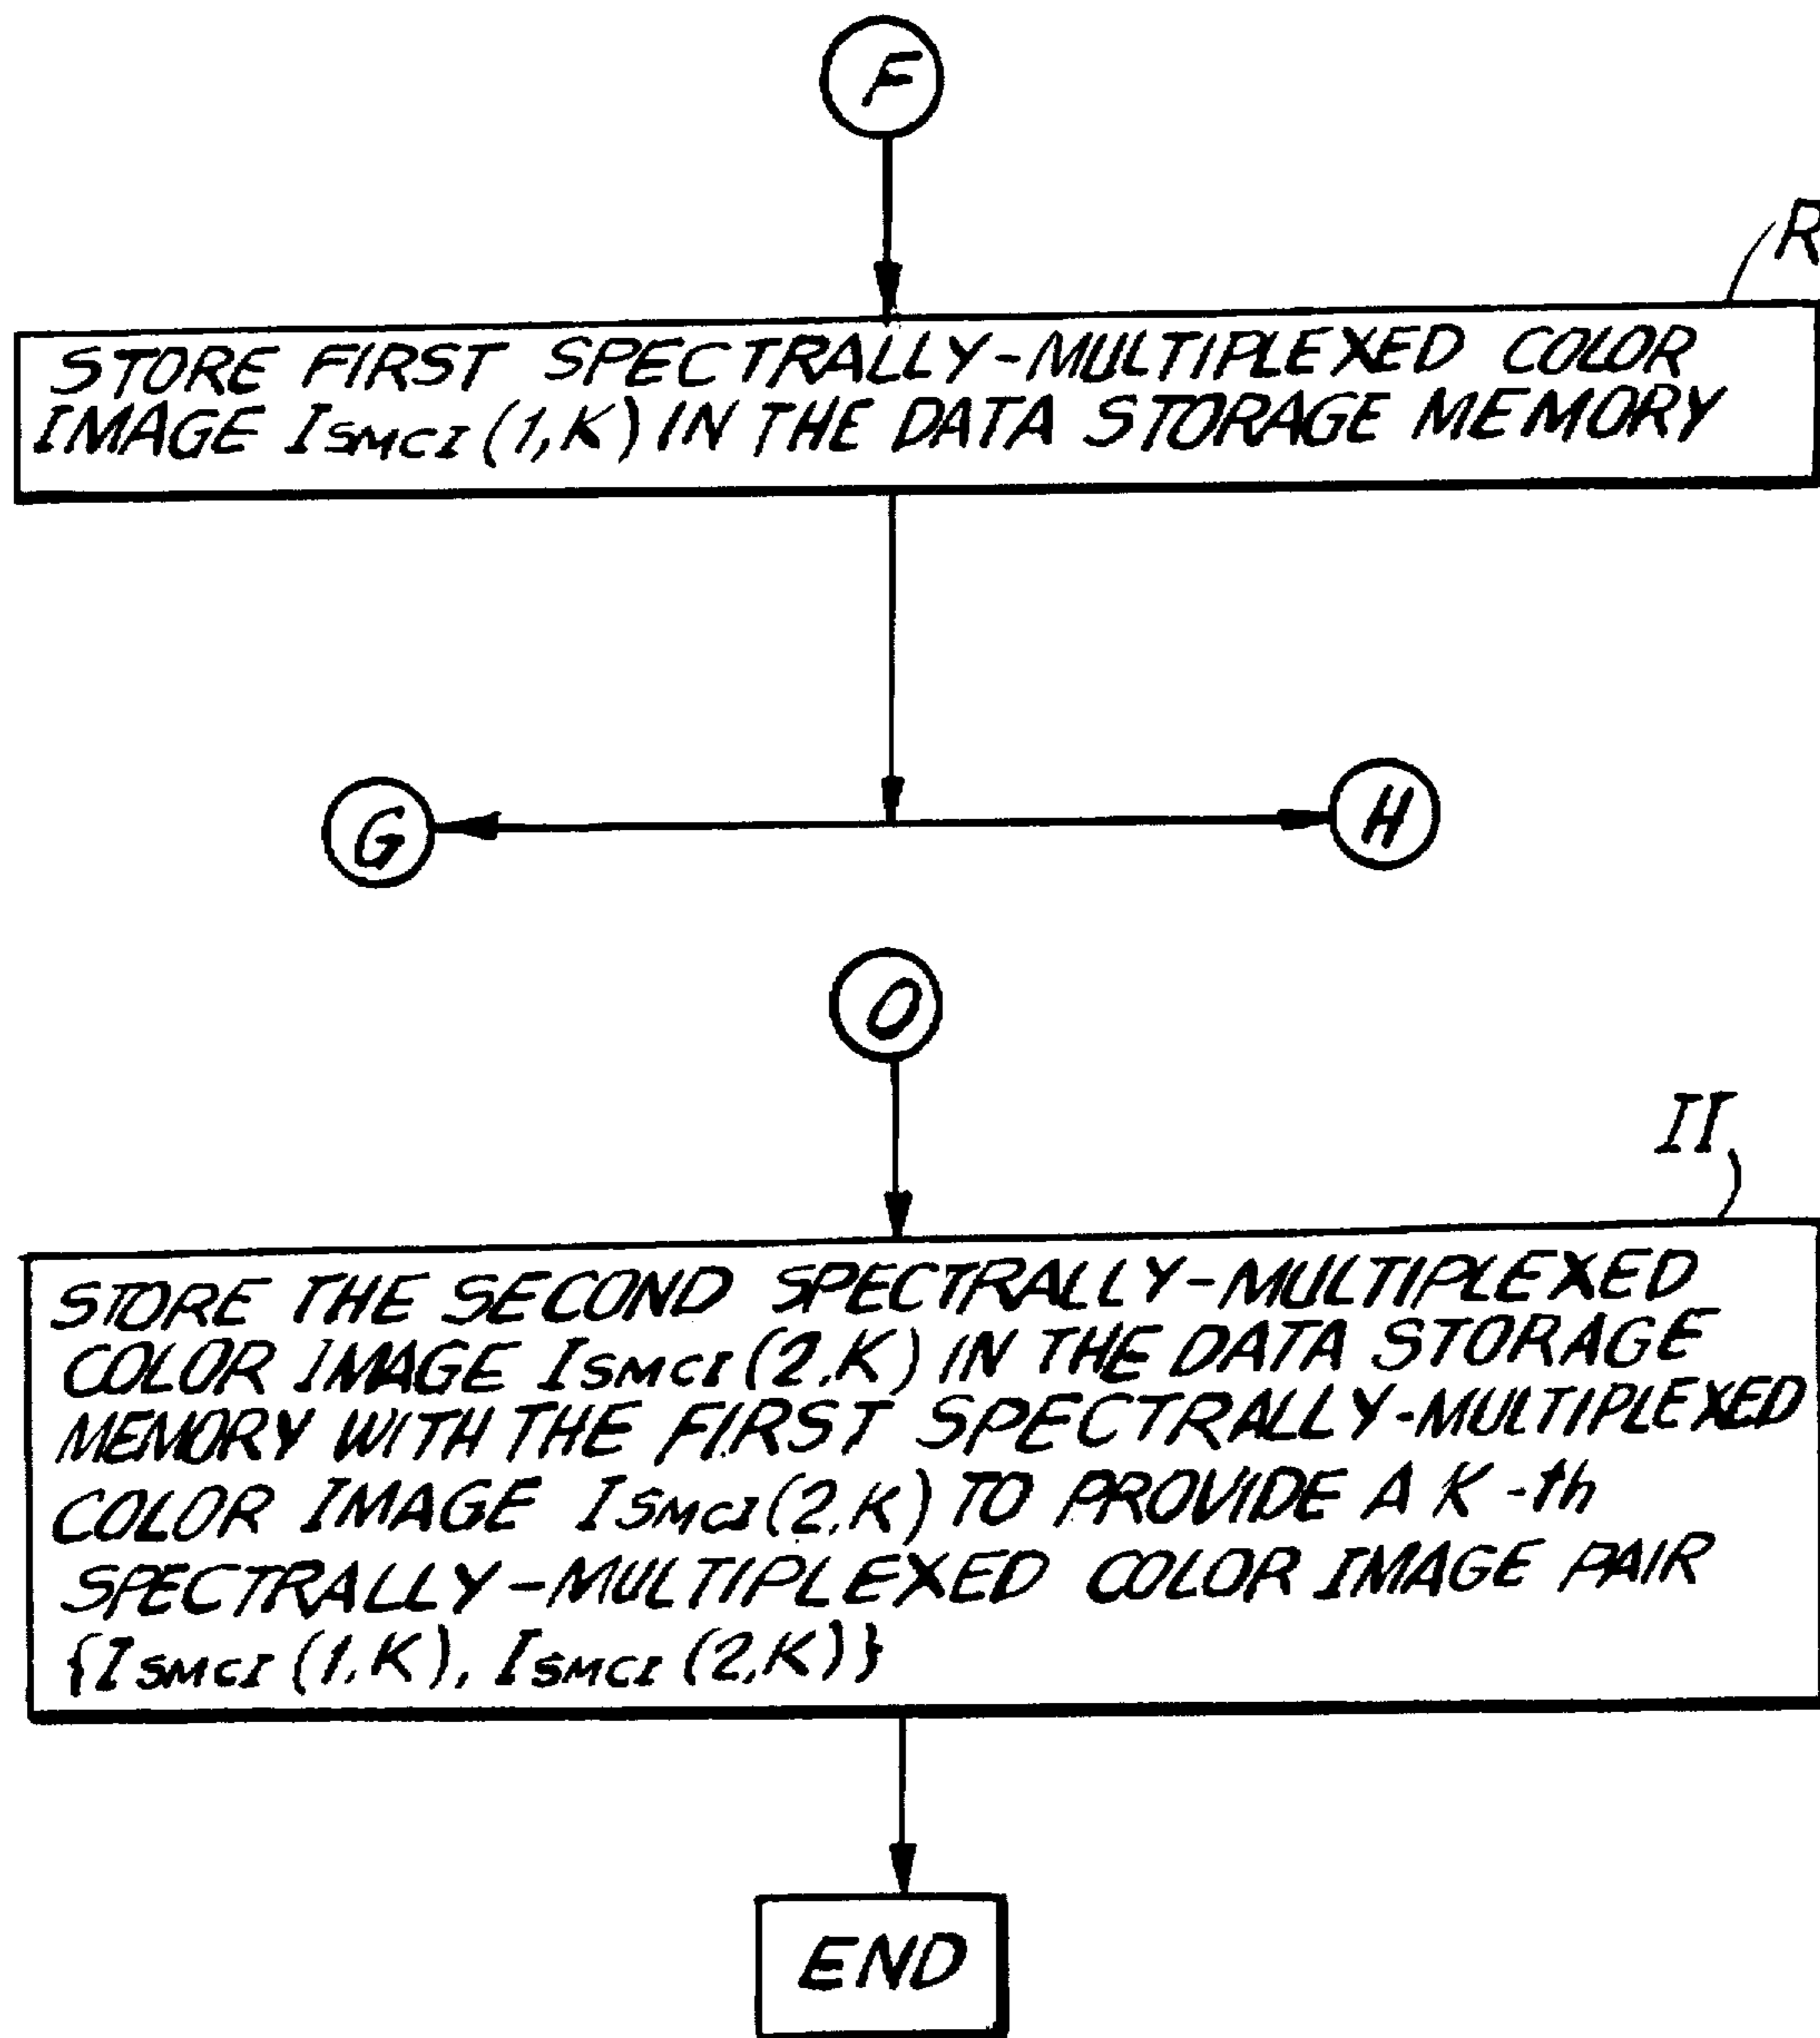 F
R
STORE FIRST SPECTRALLY-MULTIPLEXED COLOR
IMAGE ISMCI (1,K) IN THE DATA STORAGE MEMORY
G
H
O
II
STORE THE SECOND SPECTRALLY-MULTIPLEXED
COLOR IMAGE ISMCI (2,K) IN THE DATA STORAGE
MEMORY WITH THE FIRST SPECTRALLY-MULTIPLEXED
COLOR IMAGE ISMCI (2,K) TO PROVIDE A K-th
SPECTRALLY-MULTIPLEXED COLOR IMAGE PAIR
{ISMCI (1,K), ISMCI (2,K)}
END